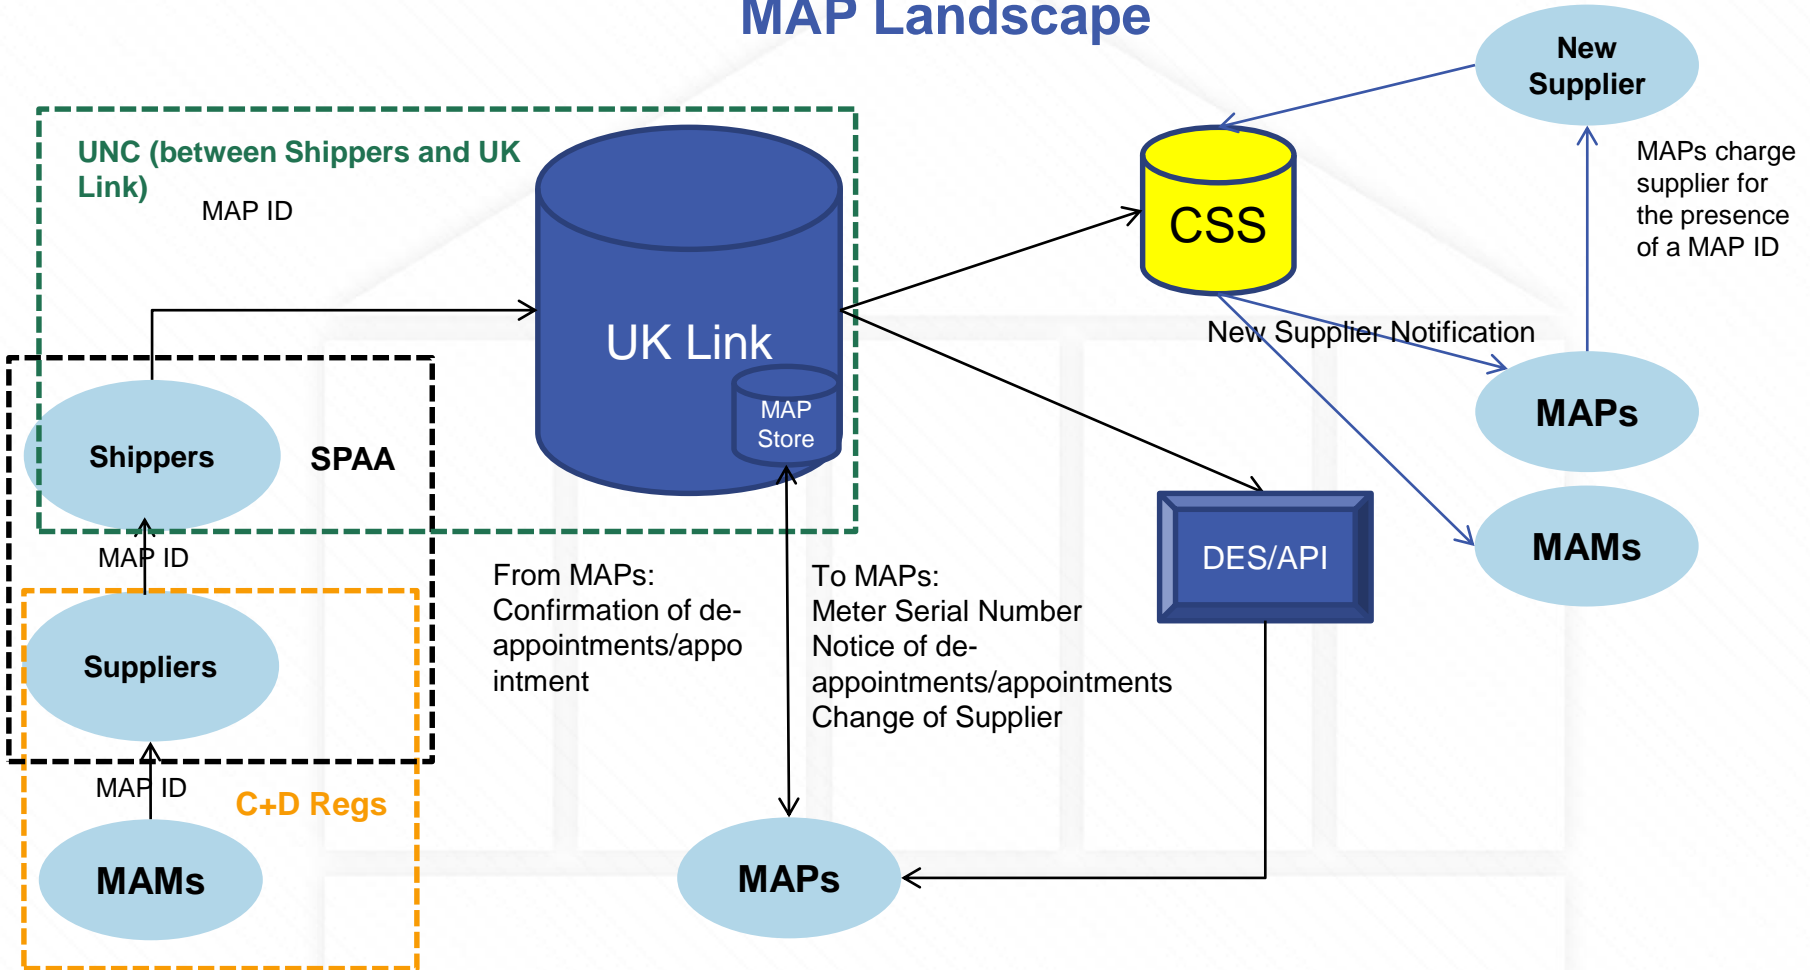 MAP Landscape
New
Supplier
UNC (between Shippers and UK
Link)
MAP ID
MAPs charge
supplier for
the presence
of a MAP ID
CSS
UK Link
New Supplier Notification
MAP
Store
MAPs
Shippers
SPAA
MAMs
DES/API
MAP ID
From MAPs:
Confirmation of de-
appointments/appo
intment
To MAPs:
Meter Serial Number
Notice of de-
appointments/appointments
Change of Supplier
Suppliers
MAP ID
C+D Regs
MAMs
MAPs